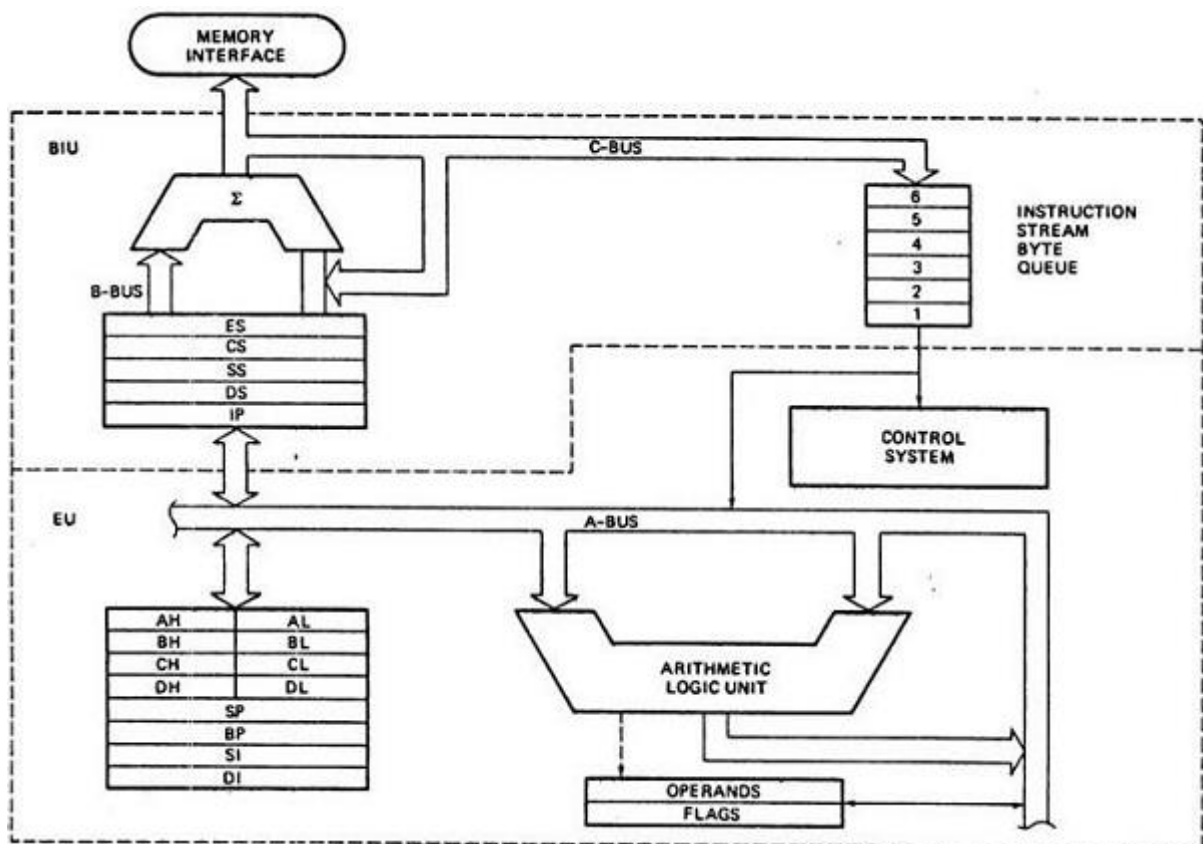 MEMORY
INTERFACE
BIU
C-BUS
Σ
6
5
4
3
2
1
INSTRUCTION
STREAM
BYTE
QUEUE
B-BUS
ES
CS
SS
DS
IP
CONTROL
SYSTEM
EU
A-BUS
AH AL
BH BL
CH CL
DH DL
SP
BP
SI
DI
ARITHMETIC
LOGIC UNIT
OPERANDS
FLAGS